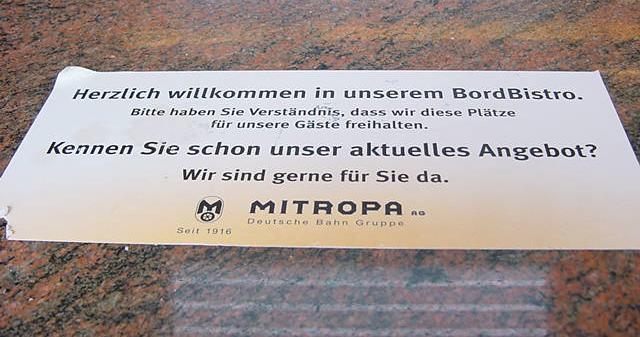 Herzlich willkommen in unserem BordBistro.
Bitte haben Sie Verständnis, dass wir diese Plätze
für unsere Gäste freihalten.
Kennen Sie schon unser aktuelles Angebot?
Wir sind gerne für Sie da.
M MITROPA AG
Deutsche Bahn Gruppe
Seit 1916